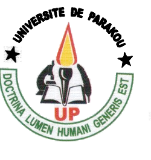 UNIVERSITE DE PARAKOU
UP
DOCTRINA LUMEN HUMANI GENERIS EST